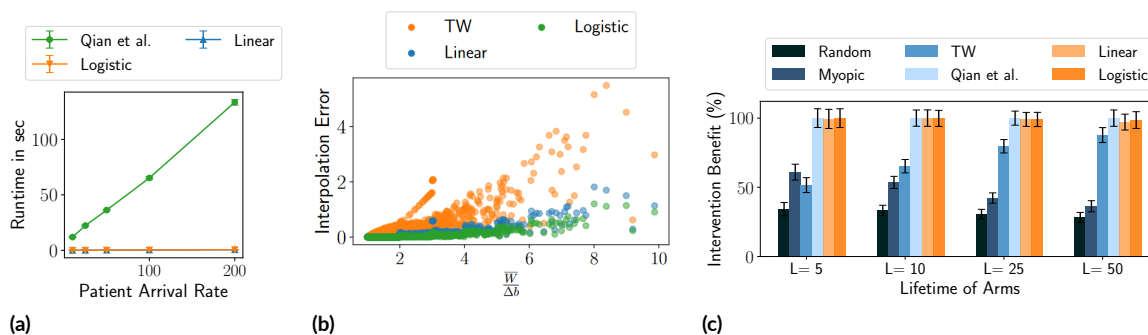 Qian et al.
Linear
Logistic
Runtime in sec
100
50
0
100
200
Patient Arrival Rate
(a)
TW
Logistic
Linear
Interpolation Error
4
2
0
2
4
6
8
10
W̅
Δb
(b)
Random
TW
Linear
Myopic
Qian et al.
Logistic
Intervention Benefit (%)
100
50
0
L= 5
L= 10
L= 25
L= 50
Lifetime of Arms
(c)